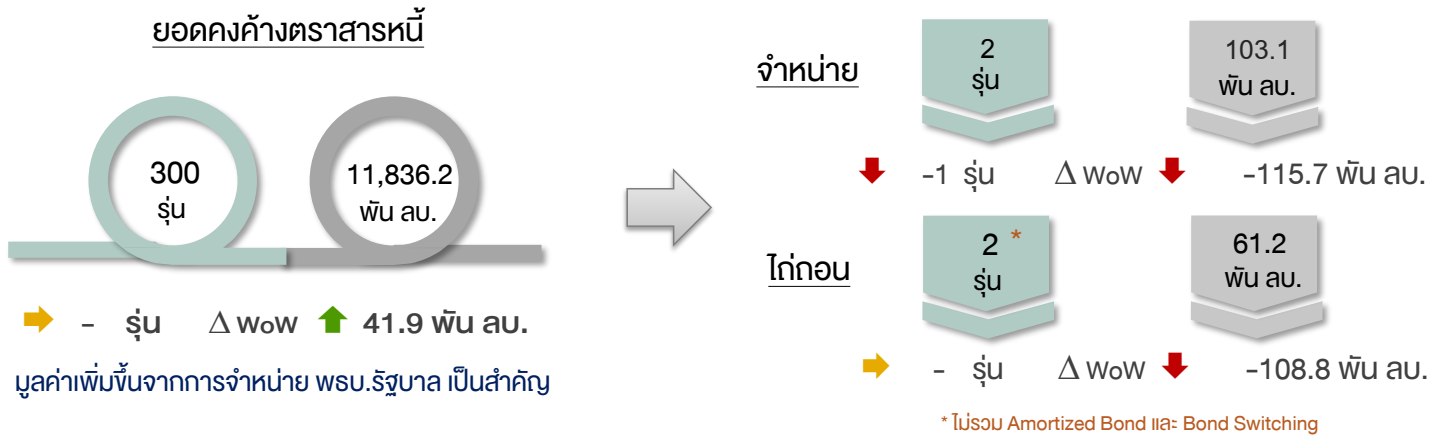 ยอดคงค้างตราสารหนี้
300
รุ่น
11,836.2
พัน ลบ.
- รุ่น Δ WoW 41.9 พัน ลบ.
มูลค่าเพิ่มขึ้นจากการจำหน่าย พธบ.รัฐบาล เป็นสำคัญ
จำหน่าย
2
รุ่น
103.1
พัน ลบ.
-1 รุ่น Δ WoW -115.7 พัน ลบ.
ไถ่ถอน
2 *
รุ่น
61.2
พัน ลบ.
- รุ่น Δ WoW -108.8 พัน ลบ.
* ไม่รวม Amortized Bond และ Bond Switching